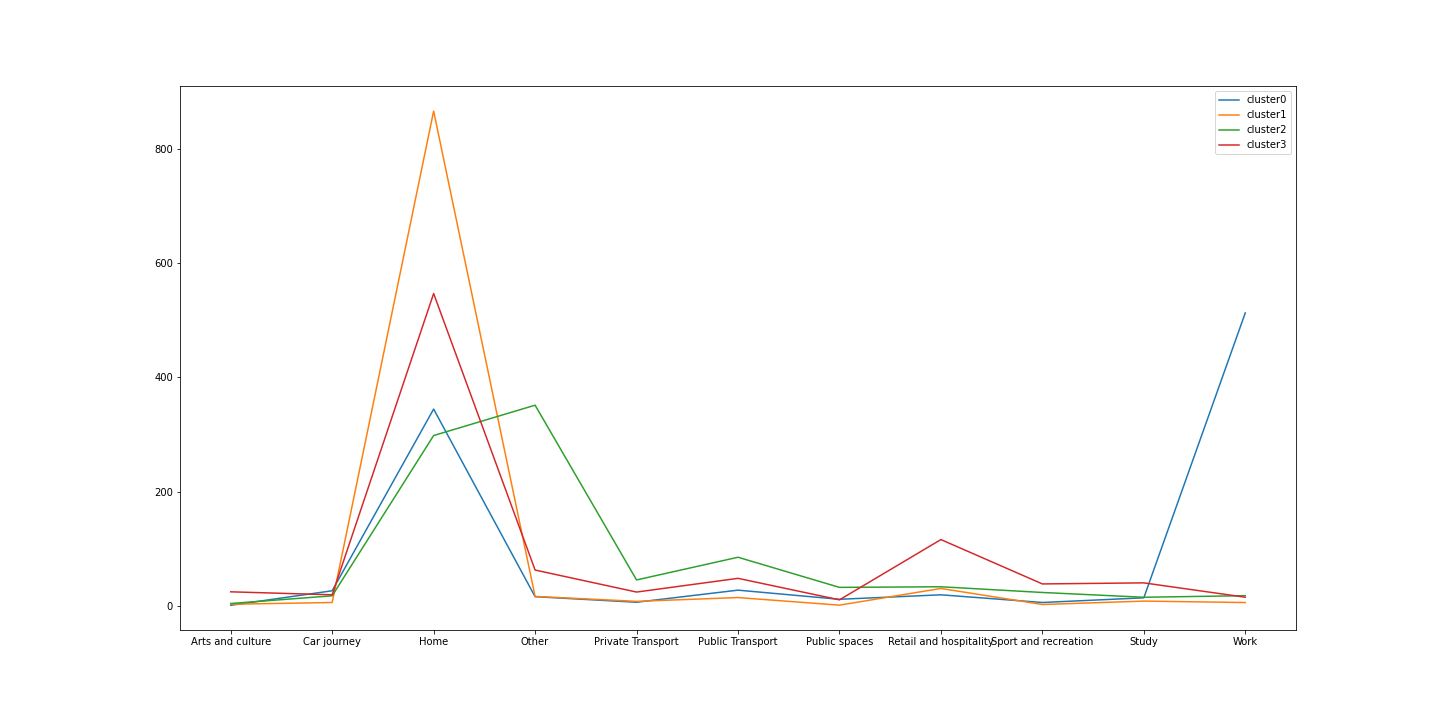 cluster0
cluster1
cluster2
cluster3
800
600
400
200
0
Arts and culture Car journey Home Other Private Transport Public Transport Public spaces Retail and hospitality Sport and recreation Study Work